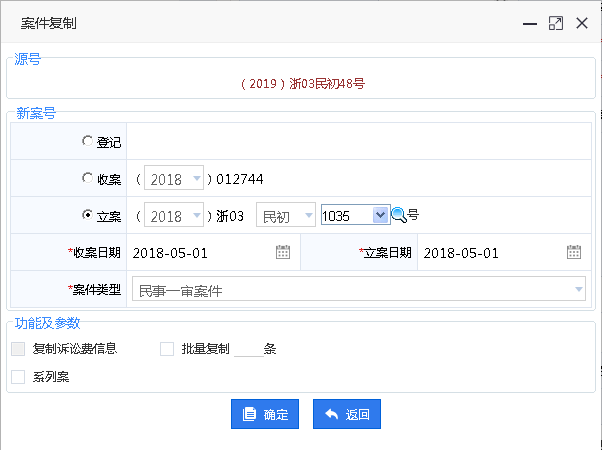 案件复制
源号
（2019）浙03民初48号
新案号
登记
收案 （2018）012744
立案 （2018）浙03 民初 1035 号
*收案日期 2018-05-01 *立案日期 2018-05-01
*案件类型 民事一审案件
功能及参数
复制诉讼费信息 批量复制 ____条
系列案
确定 返回